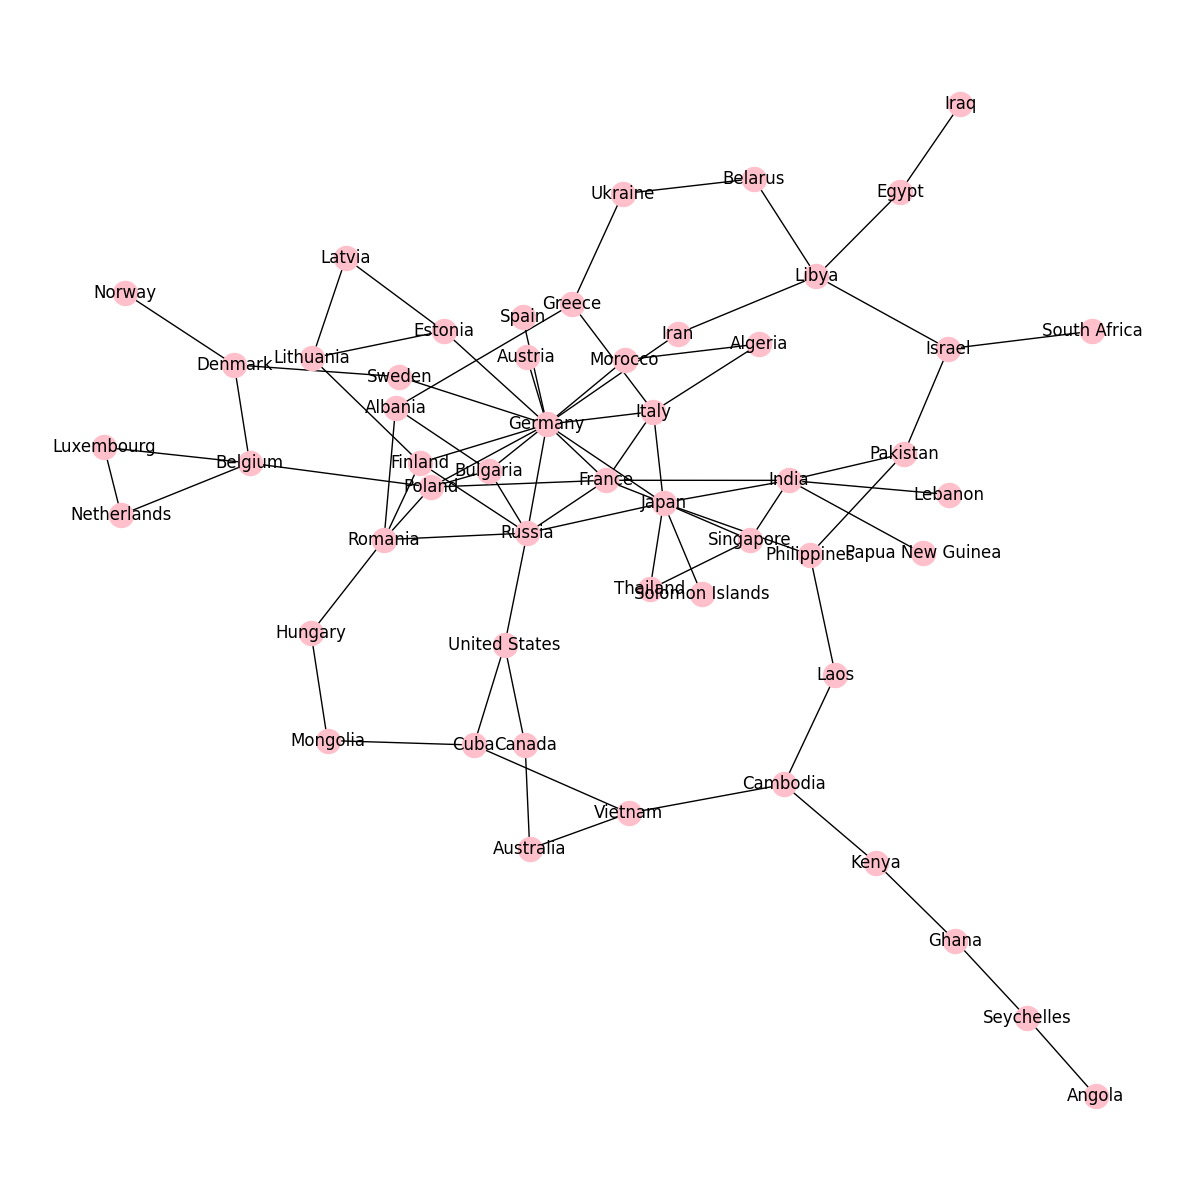 Iraq
Belarus
Ukraine
Egypt
Latvia
Libya
Norway
Greece
Spain
Estonia
Iran
South Africa
Algeria
Israel
Lithuania
Austria
Morocco
Denmark
Sweden
Albania
Italy
Germany
Luxembourg
Pakistan
Belgium
Finland
Bulgaria
France
India
Poland
Lebanon
Japan
Netherlands
Russia
Romania
Singapore
Philippines
Papua New Guinea
Thailand
Solomon Islands
Hungary
United States
Laos
Mongolia
Cuba
Canada
Cambodia
Vietnam
Australia
Kenya
Ghana
Seychelles
Angola